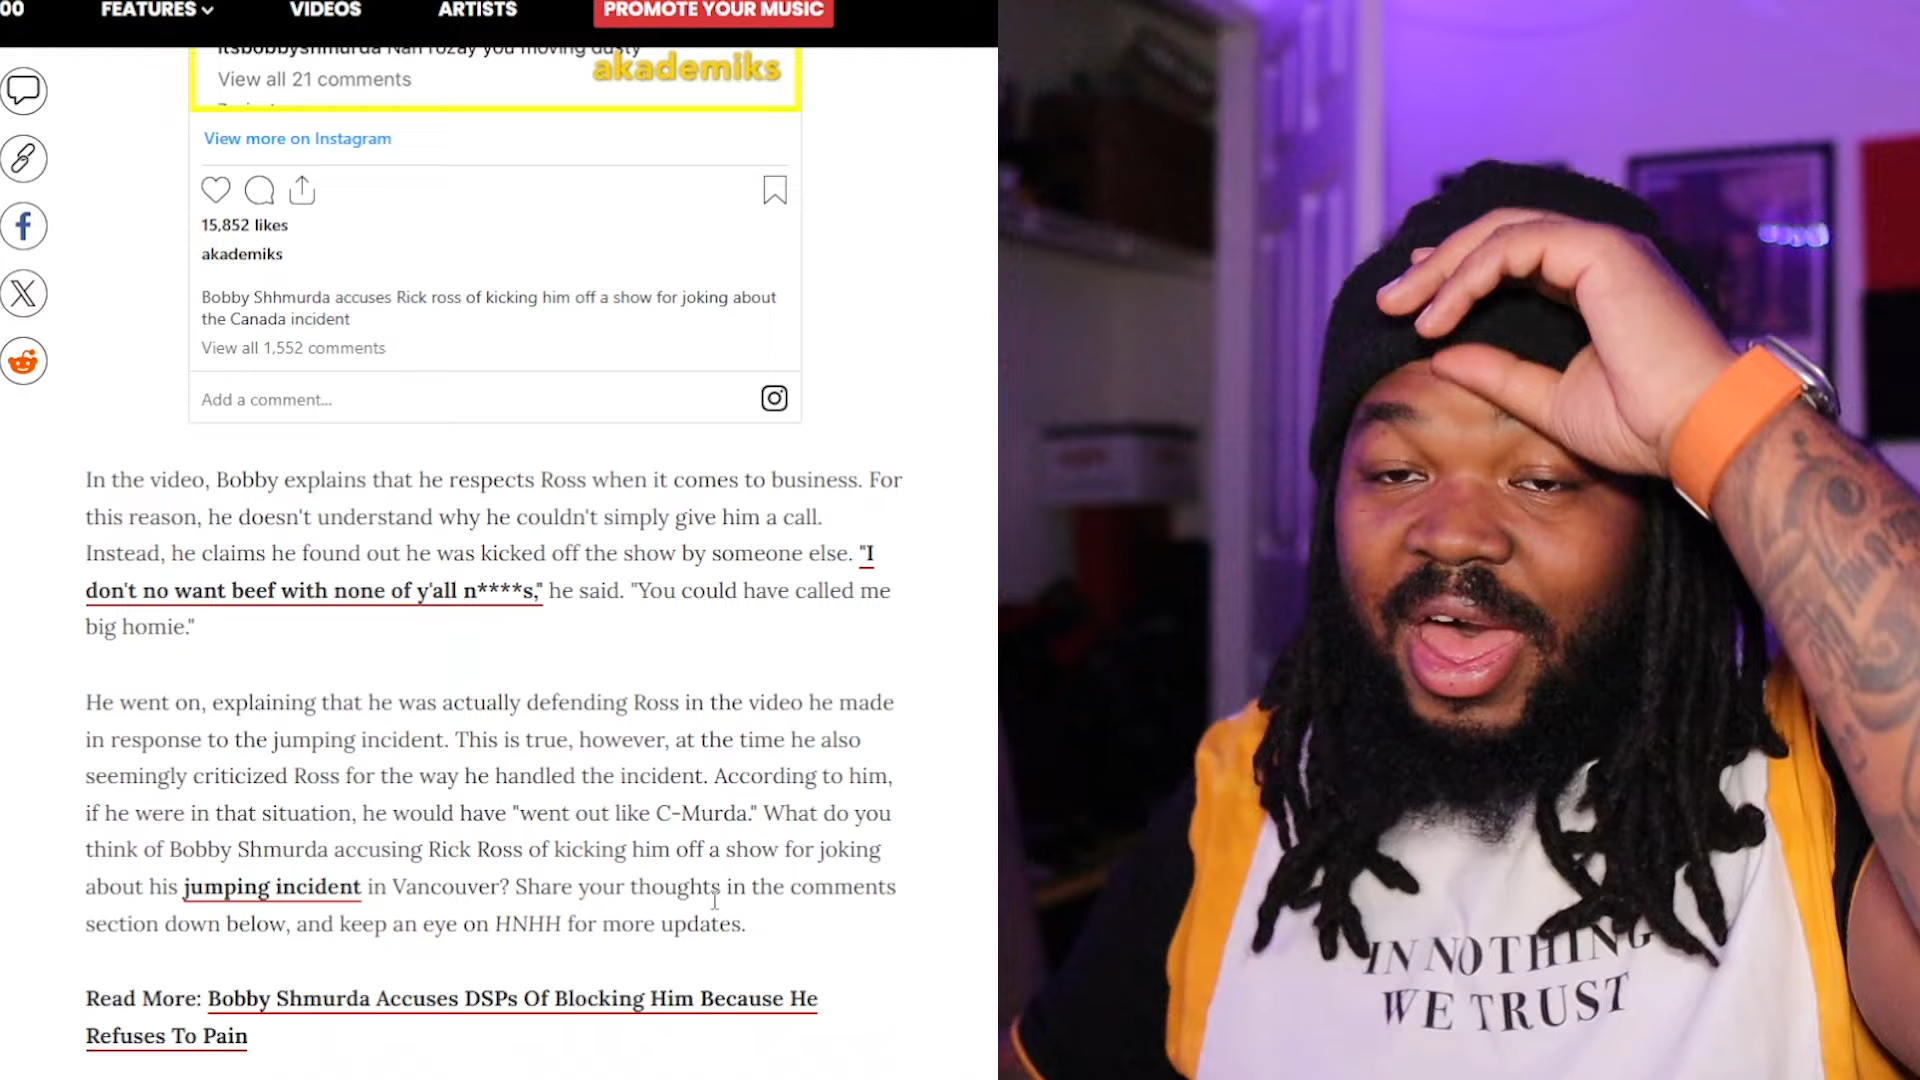 00 FEATURES VIDEOS ARTISTS PROMOTE YOUR MUSIC
itsbobbyshmurda Nah rozay you moving dusty
akademiks
View all 21 comments
View more on Instagram
15,852 likes
akademiks
Bobby Shhmurda accuses Rick ross of kicking him off a show for joking about
the Canada incident
View all 1,552 comments
Add a comment...
In the video, Bobby explains that he respects Ross when it comes to business. For
this reason, he doesn't understand why he couldn't simply give him a call.
Instead, he claims he found out he was kicked off the show by someone else. "I
don't no want beef with none of y'all n****s," he said. "You could have called me
big homie."
He went on, explaining that he was actually defending Ross in the video he made
in response to the jumping incident. This is true, however, at the time he also
seemingly criticized Ross for the way he handled the incident. According to him,
if he were in that situation, he would have "went out like C-Murda." What do you
think of Bobby Shmurda accusing Rick Ross of kicking him off a show for joking
about his jumping incident in Vancouver? Share your thoughts in the comments
section down below, and keep an eye on HNHH for more updates.
Read More: Bobby Shmurda Accuses DSPs Of Blocking Him Because He
Refuses To Pain
IN NOTHING
WE TRUST